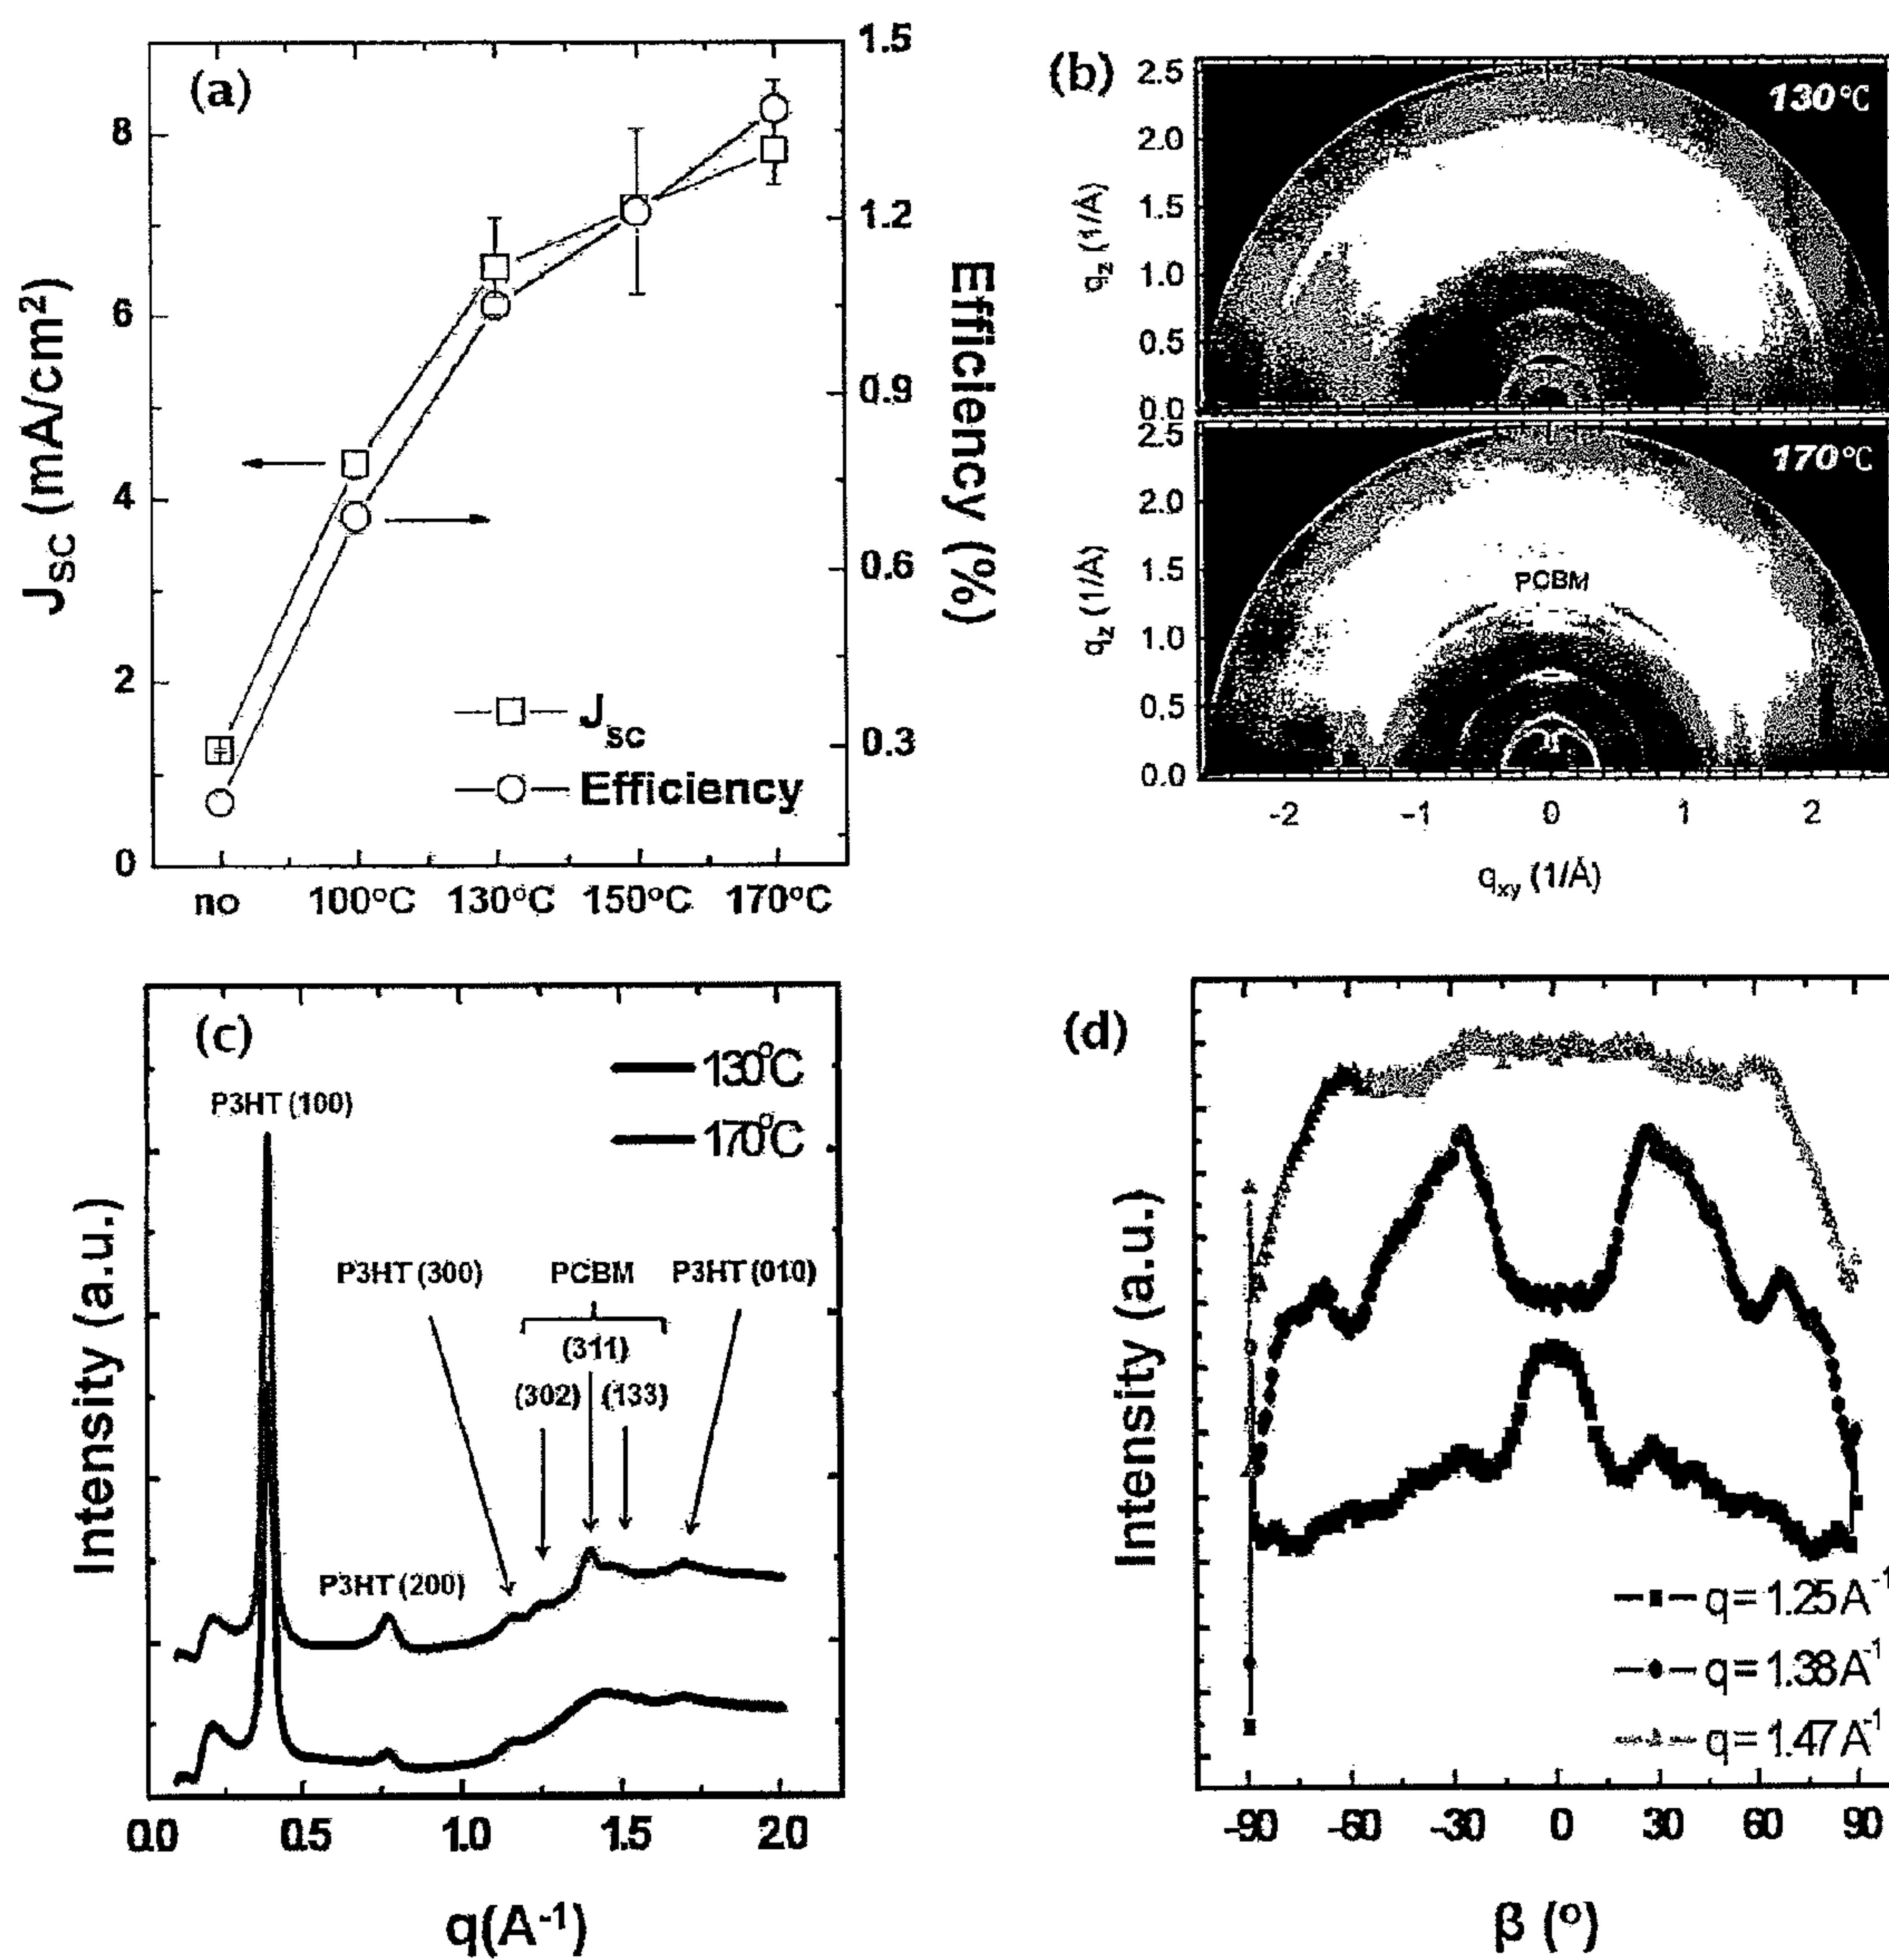 (a)
8
6
4
2
0
J_SC (mA/cm²)
1.5
1.2
0.9
0.6
0.3
Efficiency (%)
J_sc
Efficiency
no 100°C 130°C 150°C 170°C
(b)
130°C
2.5
2.0
1.5
1.0
0.5
0.0
q_z (1/Å)
170°C
PCBM
2.5
2.0
1.5
1.0
0.5
0.0
q_z (1/Å)
-2 -1 0 1 2
q_xy (1/Å)
(c)
130°C
170°C
P3HT (100)
P3HT (300) PCBM P3HT (010)
(311)
(302) (133)
P3HT (200)
Intensity (a.u.)
0.0 0.5 1.0 1.5 2.0
q(A⁻¹)
(d)
Intensity (a.u.)
q= 1.25A⁻¹
q= 1.38A⁻¹
q= 1.47A⁻¹
-90 -60 -30 0 30 60 90
β (°)